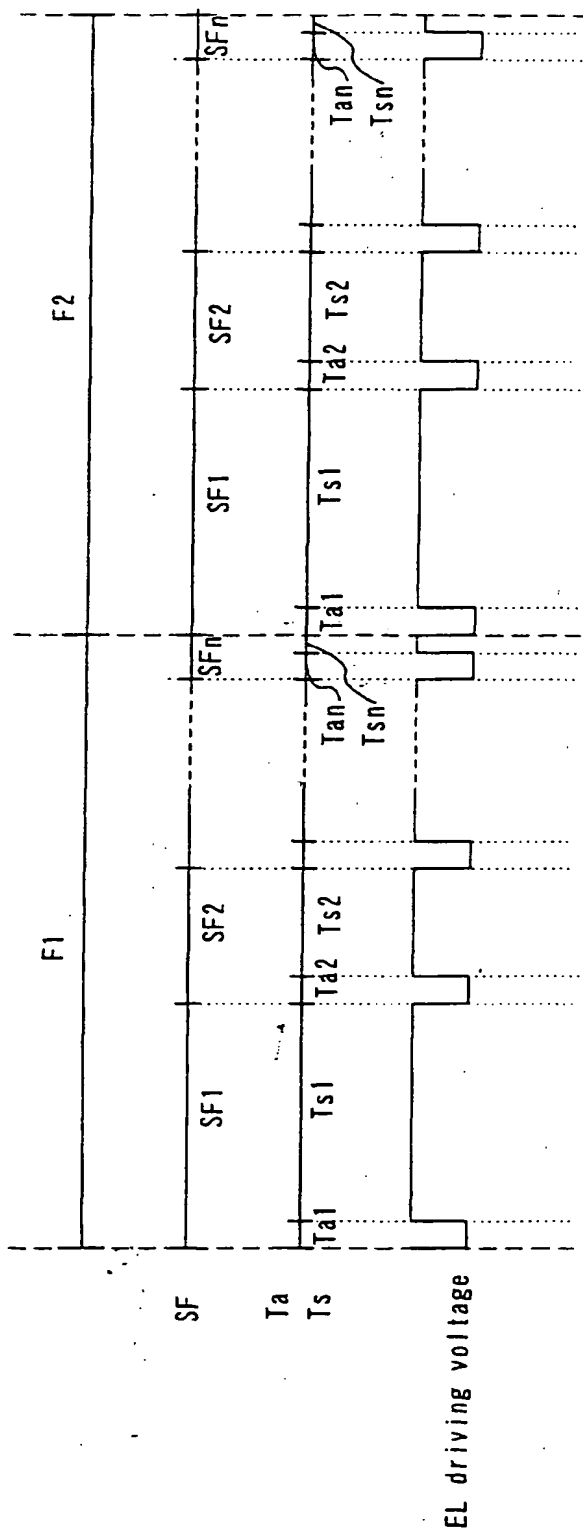 F1 F2
SF SF1 SF2 SFn SF1 SF2 SFn
Ta Ts Ta1 Ts1 Ta2 Ts2 Tan Tsn Ta1 Ts1 Ta2 Ts2 Tan Tsn
EL driving voltage